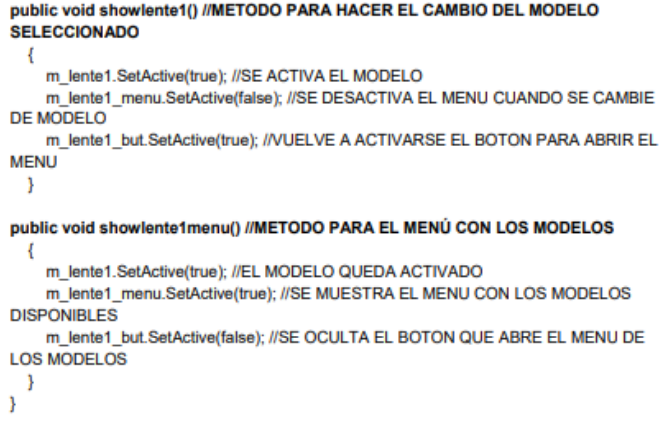 public void showlente1() //METODO PARA HACER EL CAMBIO DEL MODELO
SELECCIONADO
{
m_lente1.SetActive(true); //SE ACTIVA EL MODELO
m_lente1_menu.SetActive(false); //SE DESACTIVA EL MENU CUANDO SE CAMBIE
DE MODELO
m_lente1_but.SetActive(true); //VUELVE A ACTIVARSE EL BOTON PARA ABRIR EL
MENU
}
public void showlente1menu() //METODO PARA EL MENÚ CON LOS MODELOS
{
m_lente1.SetActive(true); //EL MODELO QUEDA ACTIVADO
m_lente1_menu.SetActive(true); //SE MUESTRA EL MENU CON LOS MODELOS
DISPONIBLES
m_lente1_but.SetActive(false); //SE OCULTA EL BOTON QUE ABRE EL MENU DE
LOS MODELOS
}
}